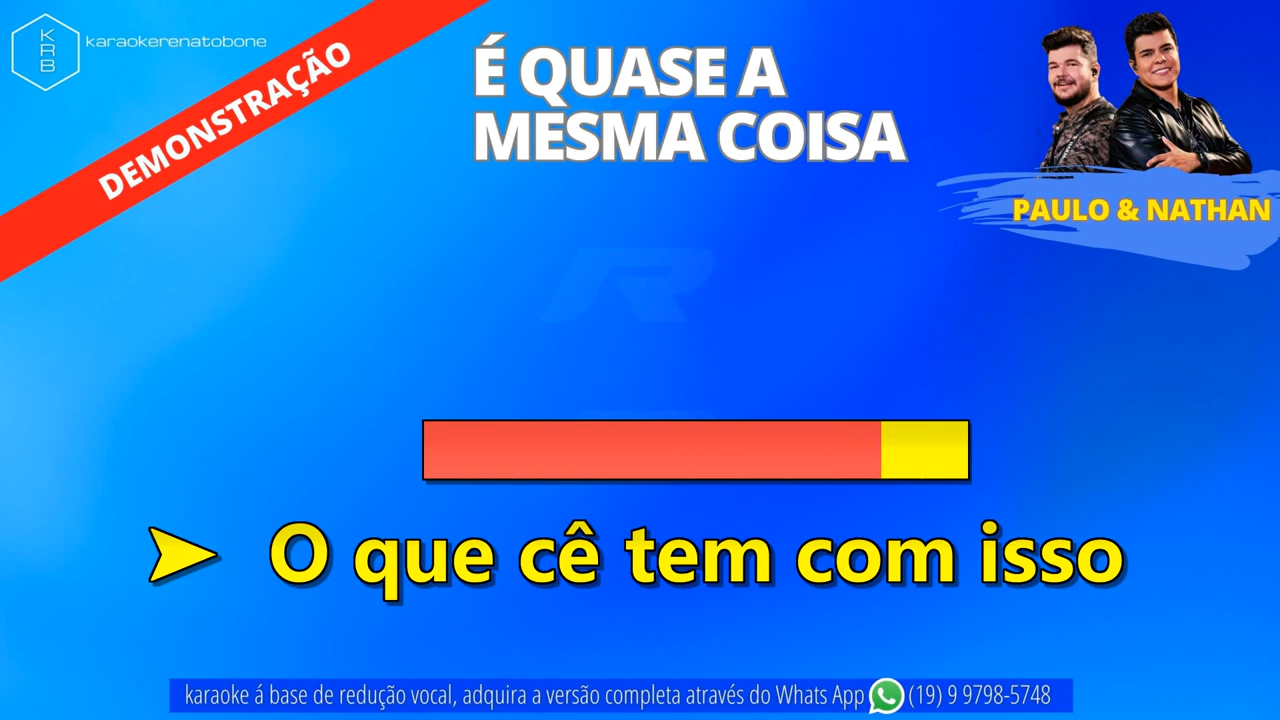 KRB
karaokerenatobone
DEMONSTRAÇÃO
É QUASE A
MESMA COISA
PAULO & NATHAN
O que cê tem com isso
karaoke á base de redução vocal, adquira a versão completa através do Whats App (19) 9 9798-5748